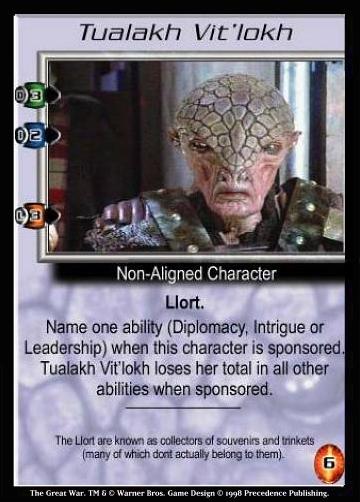 Tualakh Vit'lokh
3
2
3
Non-Aligned Character
Llort.
Name one ability (Diplomacy, Intrigue or
Leadership) when this character is sponsored.
Tualakh Vit'lokh loses her total in all other
abilities when sponsored.
The Llort are known as collectors of souvenirs and trinkets
(many of which dont actually belong to them).
6
The Great War. TM & © Warner Bros. Game Design © 1998 Precedence Publishing.